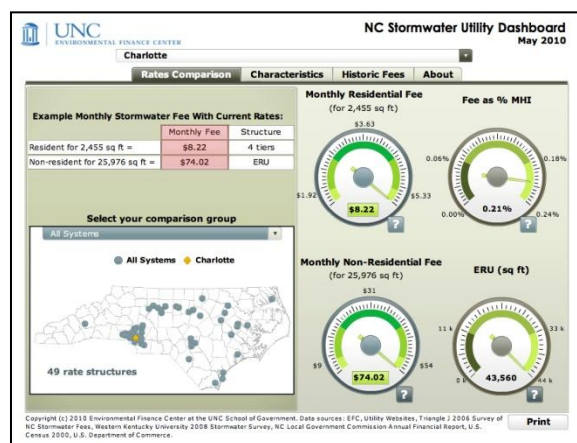 UNC
ENVIRONMENTAL FINANCE CENTER
NC Stormwater Utility Dashboard
May 2010
Charlotte
Rates Comparison
Characteristics
Historic Fees
About
Example Monthly Stormwater Fee With Current Rates:
Monthly Fee Structure
Resident for 2,455 sq ft = $8.22 4 tiers
Non-resident for 25,976 sq ft = $74.02 ERU
Select your comparison group
All Systems
All Systems Charlotte
49 rate structures
Monthly Residential Fee
(for 2,455 sq ft)
$3.63
$1.92
$5.33
$8.22
?
Fee as % MHI
0.06%
0.18%
0.00%
0.24%
0.21%
?
Monthly Non-Residential Fee
(for 25,976 sq ft)
$31
$9
$54
$74.02
?
ERU (sq ft)
11 k
33 k
0 k
44 k
43,560
?
Copyright (c) 2010 Environmental Finance Center at the UNC School of Government. Data sources: EFC, Utility Websites, Triangle J 2006 Survey of
NC Stormwater Fees, Western Kentucky University 2008 Stormwater Survey, NC Local Government Commission Annual Financial Report, U.S.
Census 2000, U.S. Department of Commerce.
Print